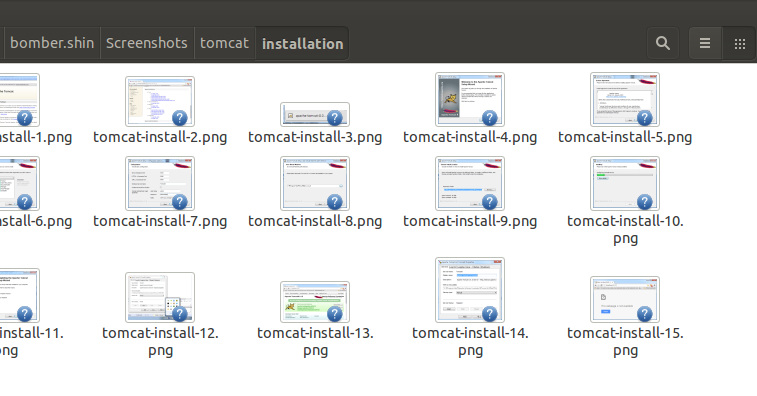 bomber.shin Screenshots tomcat installation
nstall-1.png tomcat-install-2.png tomcat-install-3.png tomcat-install-4.png tomcat-install-5.png
nstall-6.png tomcat-install-7.png tomcat-install-8.png tomcat-install-9.png tomcat-install-10.
png
nstall-11. tomcat-install-12. tomcat-install-13. tomcat-install-14. tomcat-install-15.
png png png png png